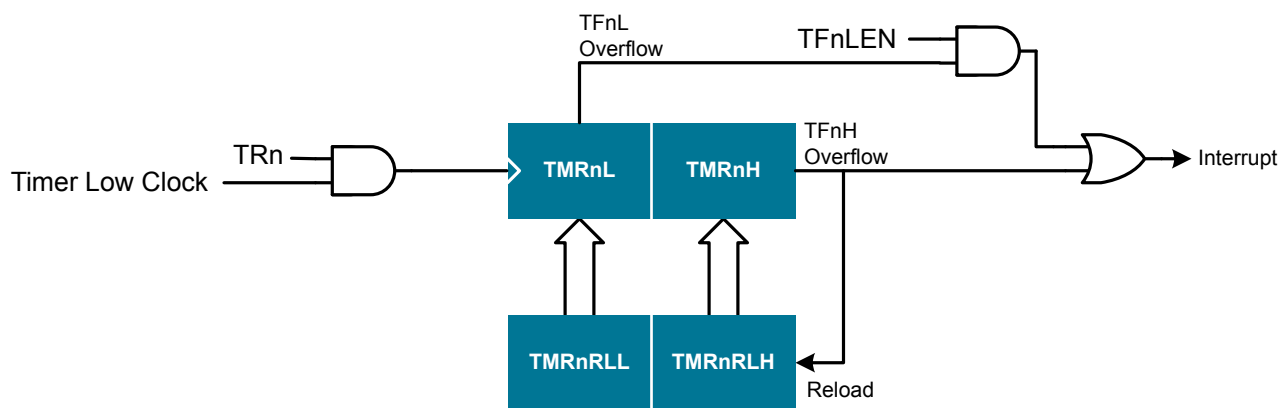 TFnL
Overflow
TFnLEN
TRn
Timer Low Clock
TMRnL
TMRnH
TFnH
Overflow
Interrupt
TMRnRLL
TMRnRLH
Reload